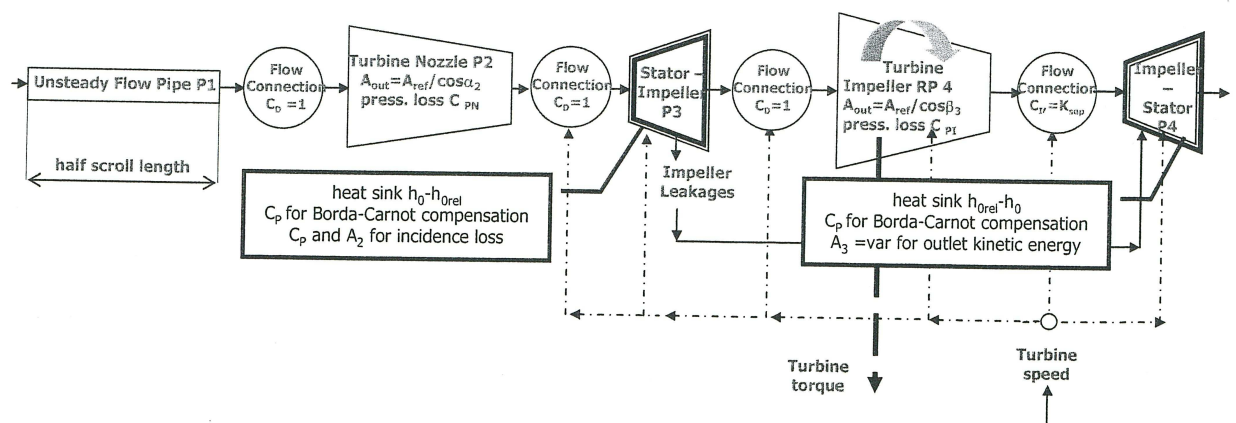 Unsteady Flow Pipe P1
half scroll length
Flow
Connection
C_D =1
Turbine Nozzle P2
A_out=A_ref/cosα_2
press. loss C_PN
Flow
Connection
C_D=1
Stator –
Impeller
P3
Impeller
Leakages
heat sink h_0-h_0rel
C_P for Borda-Carnot compensation
C_P and A_2 for incidence loss
Flow
Connection
C_D=1
Turbine
Impeller RP 4
A_out=A_ref/cosβ_3
press. loss C_PI
Flow
Connection
Impeller
–
Stator
P4
heat sink h_0rel-h_0
C_P for Borda-Carnot compensation
A_3 =var for outlet kinetic energy
Turbine
torque
Turbine
speed